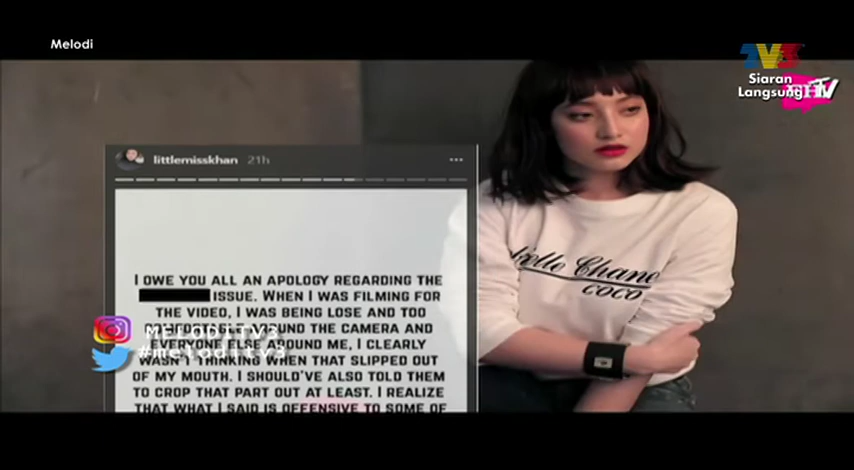 Melodi
TV3
Siaran
Langsung
littlemisskhan 21h
I OWE YOU ALL AN APOLOGY REGARDING THE
ISSUE. WHEN I WAS FILMING FOR
THE VIDEO, I WAS BEING LOSE AND TOO
THE CAMERA AND
EVERYONE ELSE AROUND ME, I CLEARLY
WASN'T THINKING WHEN THAT SLIPPED OUT
OF MY MOUTH. I SHOULD'VE ALSO TOLD THEM
TO CROP THAT PART OUT AT LEAST. I REALIZE
THAT WHAT I SAID IS OFFENSIVE TO SOME OF
MELODITV3
#meloditv3
COCO